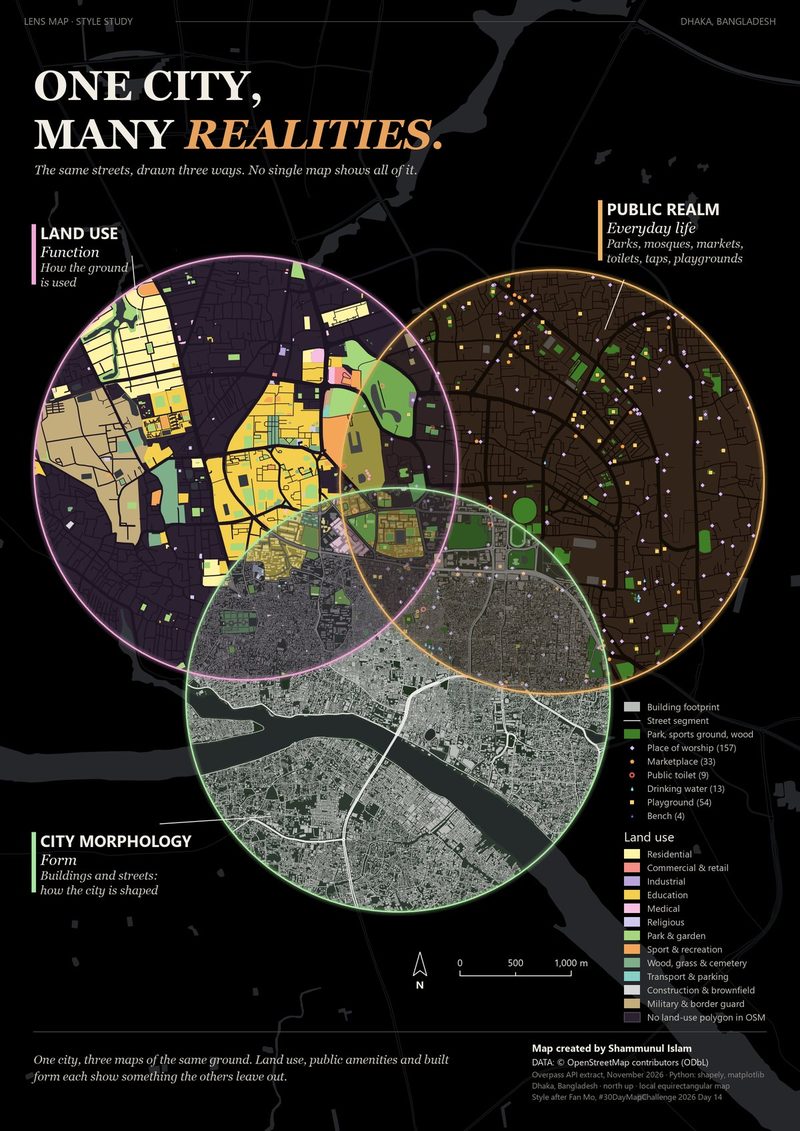 LENS MAP · STYLE STUDY
DHAKA, BANGLADESH
ONE CITY,
MANY REALITIES.
The same streets, drawn three ways. No single map shows all of it.
LAND USE
Function
How the ground
is used
PUBLIC REALM
Everyday life
Parks, mosques, markets,
toilets, taps, playgrounds
CITY MORPHOLOGY
Form
Buildings and streets:
how the city is shaped
Building footprint
Street segment
Park, sports ground, wood
Place of worship (157)
Marketplace (33)
Public toilet (9)
Drinking water (13)
Playground (54)
Bench (4)
Land use
Residential
Commercial & retail
Industrial
Education
Medical
Religious
Park & garden
Sport & recreation
Wood, grass & cemetery
Transport & parking
Construction & brownfield
Military & border guard
No land-use polygon in OSM
N
0 500 1,000 m
One city, three maps of the same ground. Land use, public amenities and built
form each show something the others leave out.
Map created by Shammunul Islam
DATA: © OpenStreetMap contributors (ODbL)
Overpass API extract, November 2026 · Python: shapely, matplotlib
Dhaka, Bangladesh · north up · local equirectangular map
Style after Fan Mo, #30DayMapChallenge 2026 Day 14